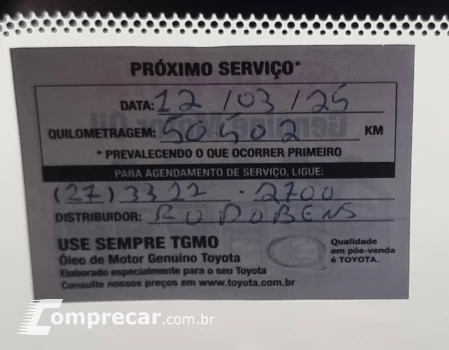 PRÓXIMO SERVIÇO*
DATA: 12 / 03 / 25
QUILOMETRAGEM: 50502 KM
* PREVALECENDO O QUE OCORRER PRIMEIRO
PARA AGENDAMENTO DE SERVIÇO, LIGUE:
(27) 3322-2700
DISTRIBUIDOR: RODOBENS
USE SEMPRE TGMO
Óleo de Motor Genuíno Toyota
Elaborado especialmente para o seu Toyota
Consulte nossos preços em www.toyota.com.br
Qualidade
em pós-venda
é TOYOTA.
Comprecar.com.br